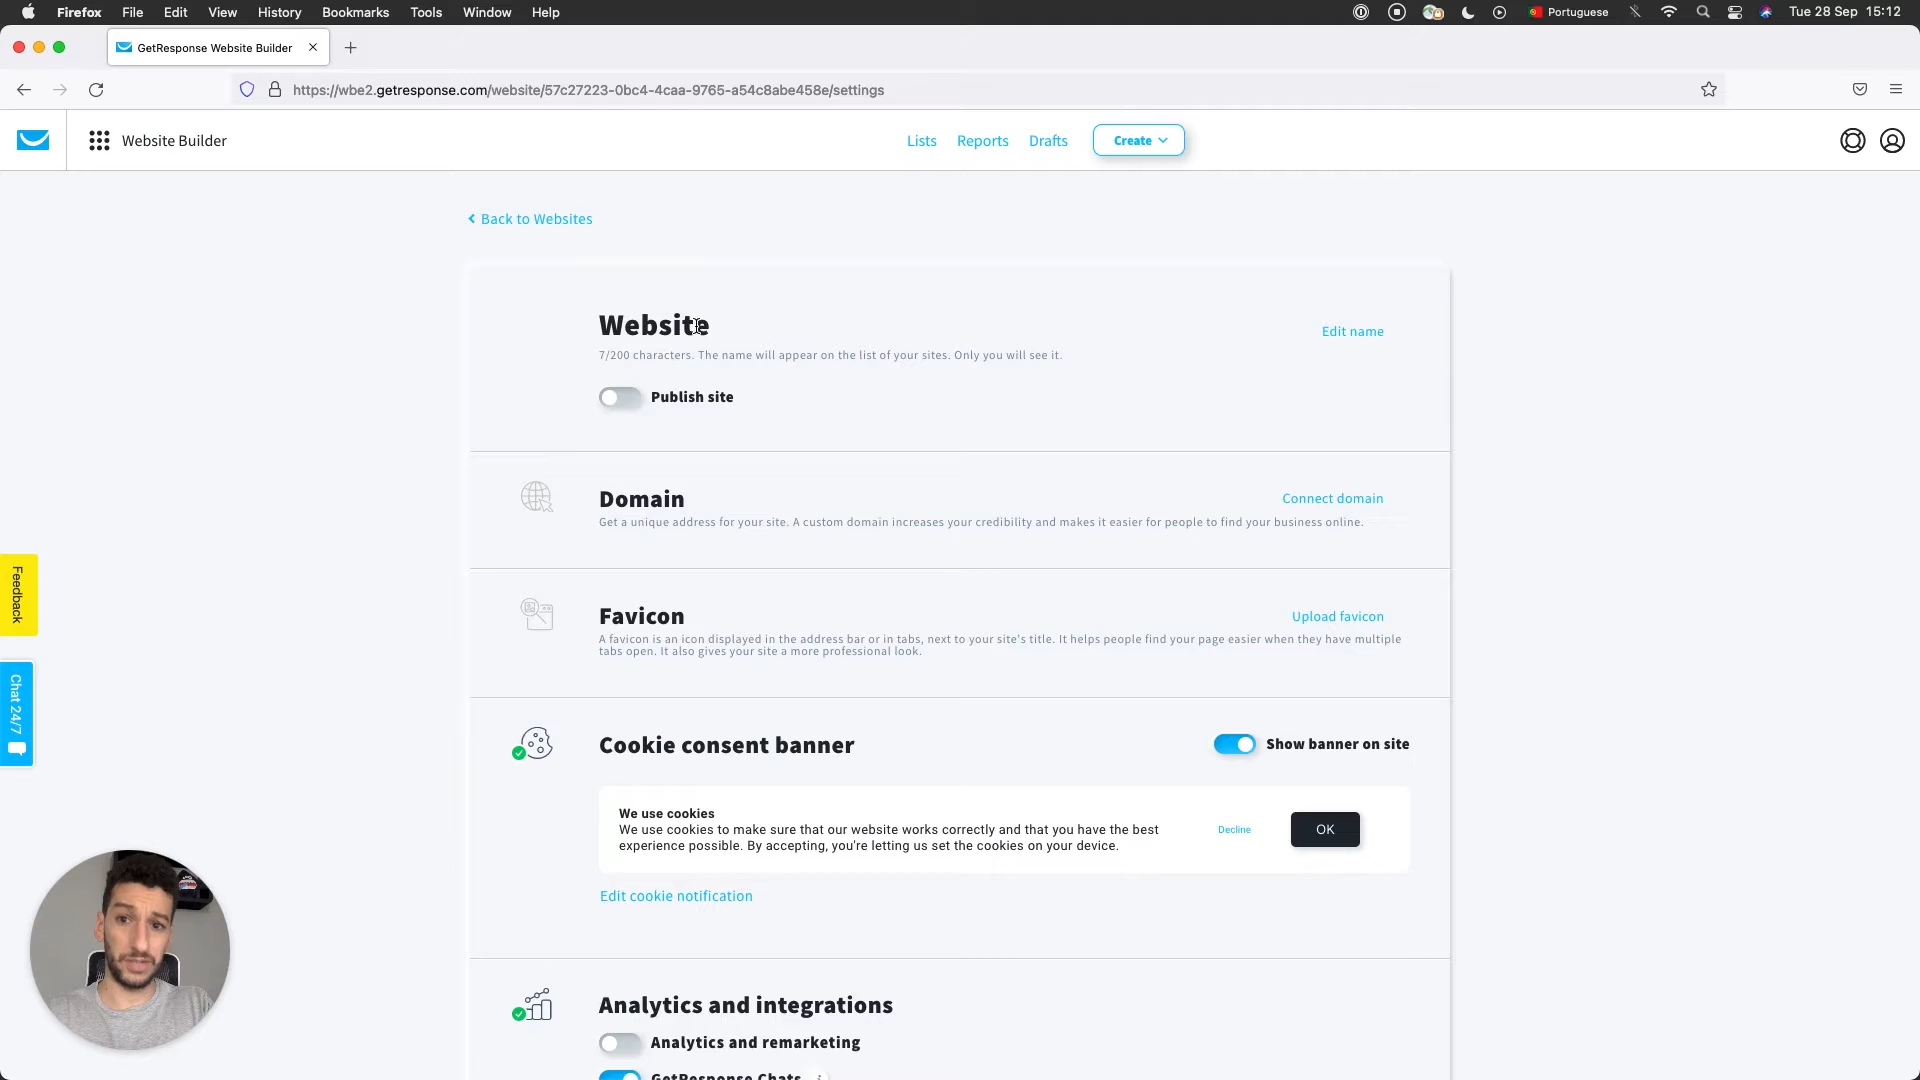 Firefox File Edit View History Bookmarks Tools Window Help Portuguese Tue 28 Sep 15:12
GetResponse Website Builder
https://wbe2.getresponse.com/website/57c27223-0bc4-4caa-9765-a54c8abe458e/settings
Website Builder Lists Reports Drafts Create
Back to Websites
Website Edit name
7/200 characters. The name will appear on the list of your sites. Only you will see it.
Publish site
Domain Connect domain
Get a unique address for your site. A custom domain increases your credibility and makes it easier for people to find your business online.
Feedback
Favicon Upload favicon
A favicon is an icon displayed in the address bar or in tabs, next to your site's title. It helps people find your page easier when they have multiple
tabs open. It also gives your site a more professional look.
Chat 24/7
Cookie consent banner Show banner on site
We use cookies
We use cookies to make sure that our website works correctly and that you have the best
experience possible. By accepting, you're letting us set the cookies on your device.
Decline OK
Edit cookie notification
Analytics and integrations
Analytics and remarketing
GetResponse Chats